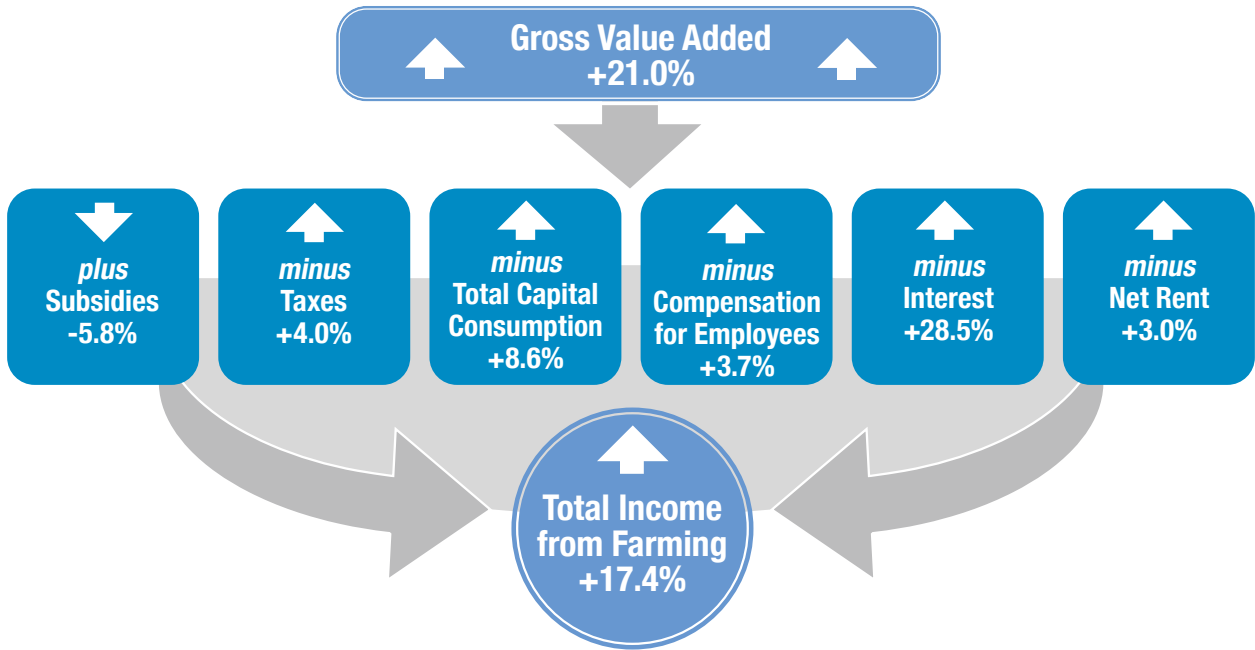 Gross Value Added
+21.0%
plus
Subsidies
-5.8%
minus
Taxes
+4.0%
minus
Total Capital
Consumption
+8.6%
minus
Compensation
for Employees
+3.7%
minus
Interest
+28.5%
minus
Net Rent
+3.0%
Total Income
from Farming
+17.4%